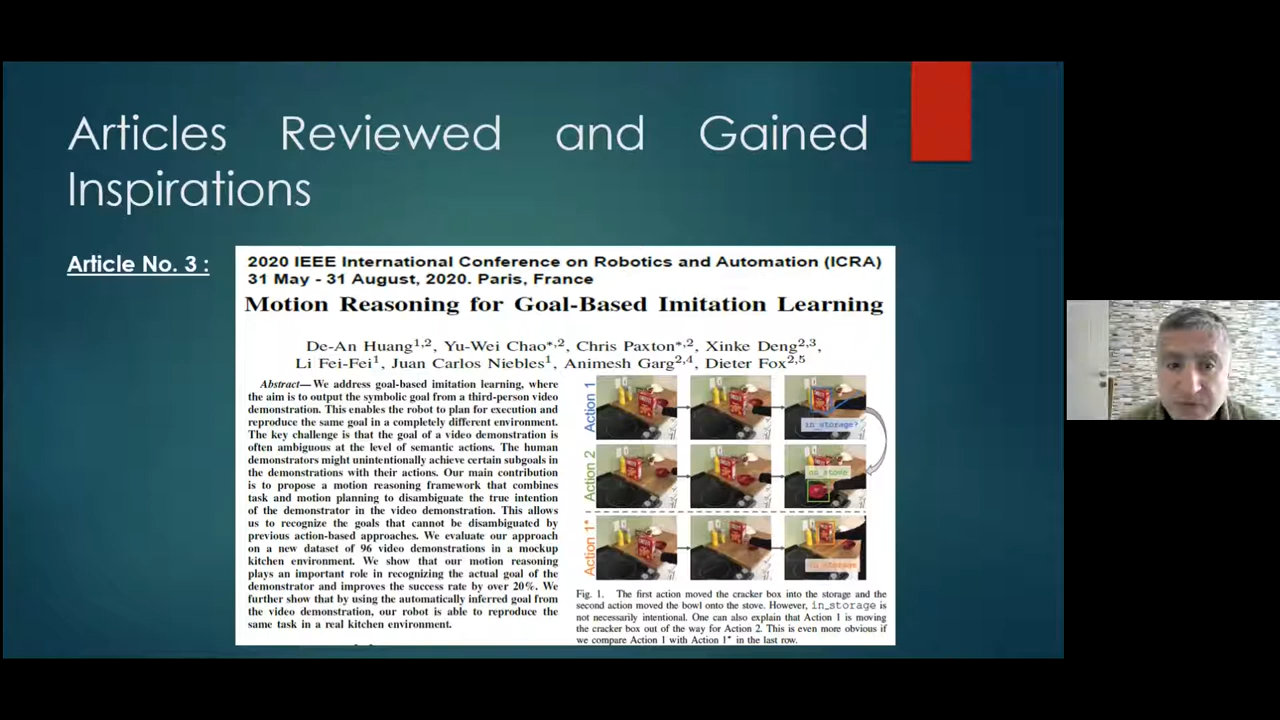 Articles Reviewed and Gained
Inspirations
Article No. 3 :
2020 IEEE International Conference on Robotics and Automation (ICRA)
31 May - 31 August, 2020. Paris, France
Motion Reasoning for Goal-Based Imitation Learning
De-An Huang1,2, Yu-Wei Chao*,2, Chris Paxton*,2, Xinke Deng2,3,
Li Fei-Fei1, Juan Carlos Niebles1, Animesh Garg2,4, Dieter Fox2,5
Abstract—We address goal-based imitation learning, where
the aim is to output the symbolic goal from a third-person video
demonstration. This enables the robot to plan for execution and
reproduce the same goal in a completely different environment.
The key challenge is that the goal of a video demonstration is
often ambiguous at the level of semantic actions. The human
demonstrators might unintentionally achieve certain subgoals in
the demonstrations with their actions. Our main contribution
is to propose a motion reasoning framework that combines
task and motion planning to disambiguate the true intention
of the demonstrator in the video demonstration. This allows
us to recognize the goals that cannot be disambiguated by
previous action-based approaches. We evaluate our approach
on a new dataset of 96 video demonstrations in a mockup
kitchen environment. We show that our motion reasoning
plays an important role in recognizing the actual goal of the
demonstrator and improves the success rate by over 20%. We
further show that by using the automatically inferred goal from
the video demonstration, our robot is able to reproduce the
same task in a real kitchen environment.
Action 1
in_storage?
Action 2
on_stove
Action 1*
in_storage
Fig. 1. The first action moved the cracker box into the storage and the
second action moved the bowl onto the stove. However, in_storage is
not necessarily intentional. One can also explain that Action 1 is moving
the cracker box out of the way for Action 2. This is even more obvious if
we compare Action 1 with Action 1* in the last row.